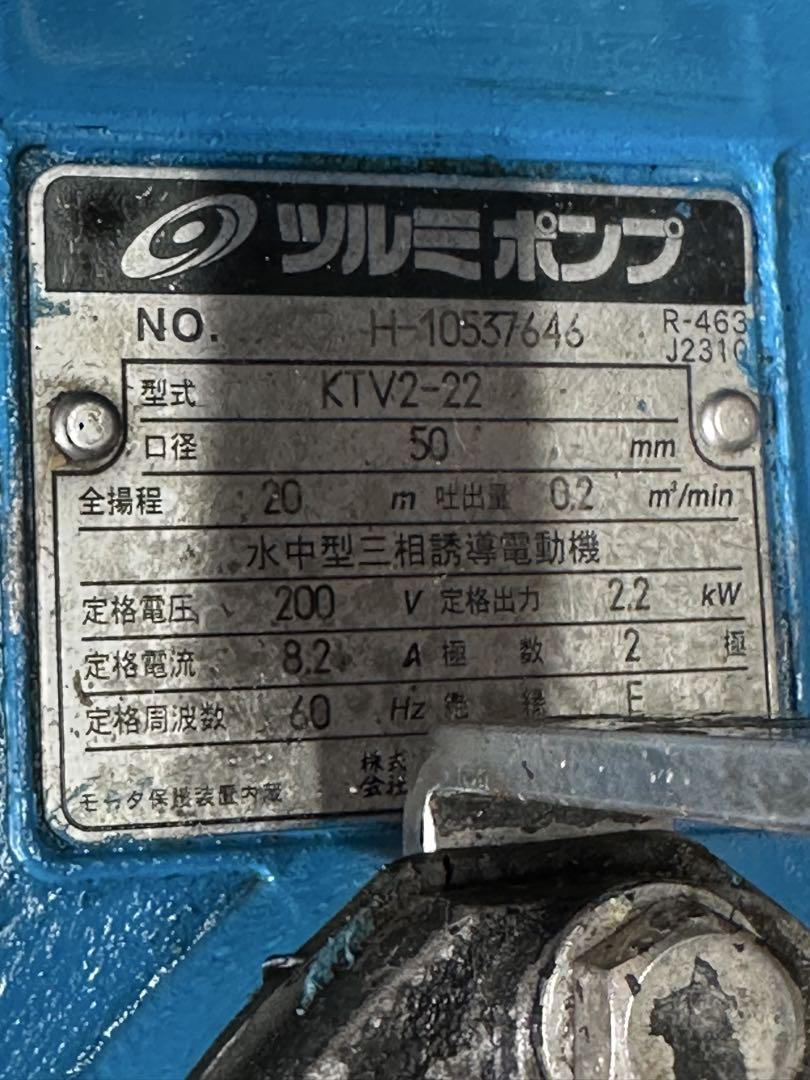 ツルミポンプ
NO. H-10537646 R-463
J2310
型式 KTV2-22
口径 50 mm
全揚程 20 m 吐出量 0.2 m³/min
水中型三相誘導電動機
定格電圧 200 V 定格出力 2.2 kW
定格電流 8.2 A 極数 2 極
定格周波数 60 Hz 絶縁 E
株式
会社
モータ保護装置内蔵